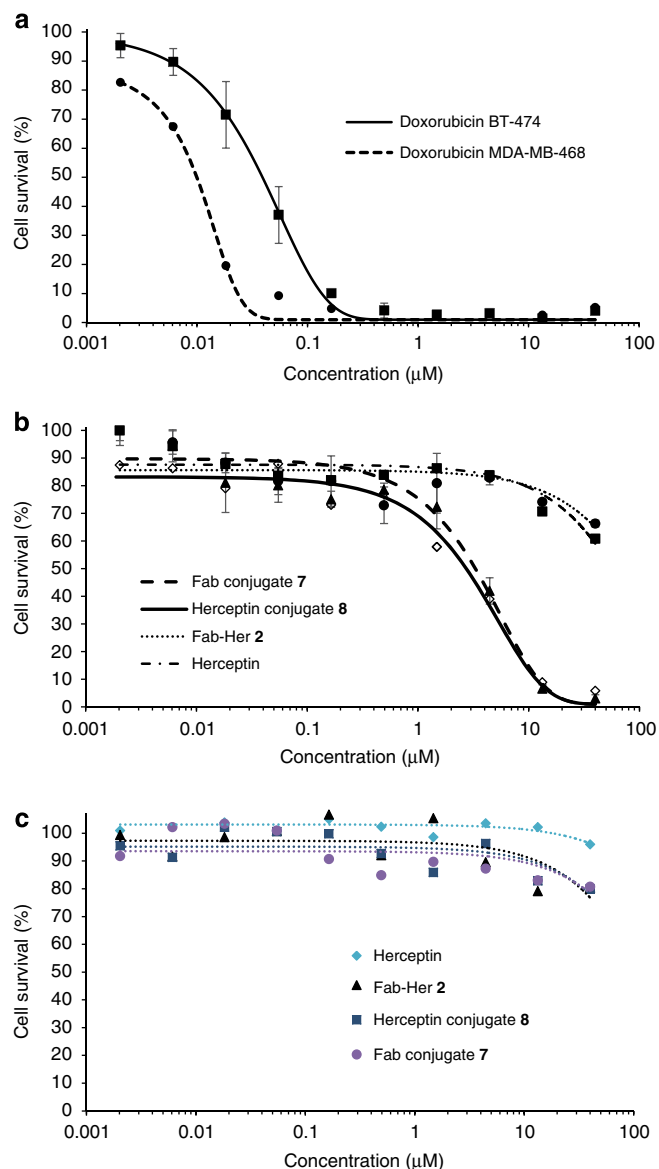 a
100
90
80
70
60
50
40
30
20
10
0
Cell survival (%)
Doxorubicin BT-474
Doxorubicin MDA-MB-468
0.001 0.01 0.1 1 10 100
Concentration (μM)
b
100
90
80
70
60
50
40
30
20
10
0
Cell survival (%)
Fab conjugate 7
Herceptin conjugate 8
Fab-Her 2
Herceptin
0.001 0.01 0.1 1 10 100
Concentration (μM)
c
100
90
80
70
60
50
40
30
20
10
0
Cell survival (%)
Herceptin
Fab-Her 2
Herceptin conjugate 8
Fab conjugate 7
0.001 0.01 0.1 1 10 100
Concentration (μM)